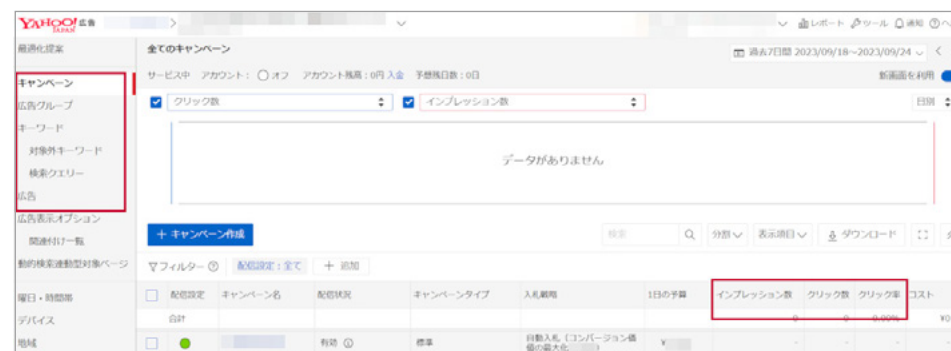 YAHOO! 広告
JAPAN
レポート ツール 通知
最適化提案
全てのキャンペーン
過去7日間 2023/09/18~2023/09/24
サービス中 アカウント: オフ アカウント残高:0円 入金 予想残日数:0日
新画面を利用
キャンペーン
クリック数
インプレッション数
日別
広告グループ
キーワード
対象外キーワード
検索クエリー
データがありません
広告
広告表示オプション
+ キャンペーン作成
検索
分割 表示項目 ダウンロード
関連付け一覧
動的検索連動型対象ページ
フィルター 配信設定:全て + 追加
曜日・時間帯
配信設定 キャンペーン名 配信状況 キャンペーンタイプ 入札戦略 1日の予算 インプレッション数 クリック数 クリック率 コスト
デバイス
合計 0 0 0.00% ¥0
地域
有効 標準 自動入札(コンバージョン価値の最大化 ¥ - - -